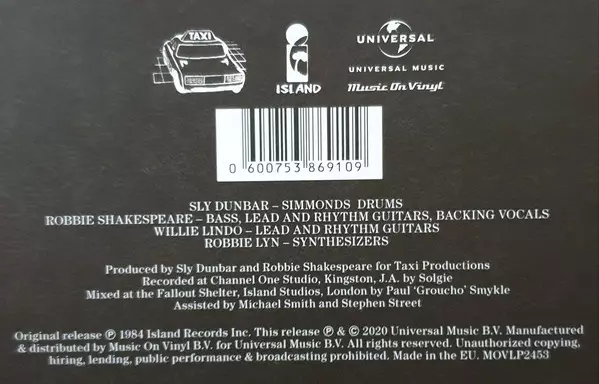 TAXI
ISLAND
UNIVERSAL
UNIVERSAL MUSIC
Music On Vinyl
0 600753 869109
SLY DUNBAR – SIMMONDS DRUMS
ROBBIE SHAKESPEARE – BASS, LEAD AND RHYTHM GUITARS, BACKING VOCALS
WILLIE LINDO – LEAD AND RHYTHM GUITARS
ROBBIE LYN – SYNTHESIZERS
Produced by Sly Dunbar and Robbie Shakespeare for Taxi Productions
Recorded at Channel One Studio, Kingston, J.A. by Solgie
Mixed at the Fallout Shelter, Island Studios, London by Paul ‘Groucho’ Smykle
Assisted by Michael Smith and Stephen Street
Original release ℗ 1984 Island Records Inc. This release ℗ & © 2020 Universal Music B.V. Manufactured
& distributed by Music On Vinyl B.V. for Universal Music B.V. All rights reserved. Unauthorized copying,
hiring, lending, public performance & broadcasting prohibited. Made in the EU. MOVLP2453